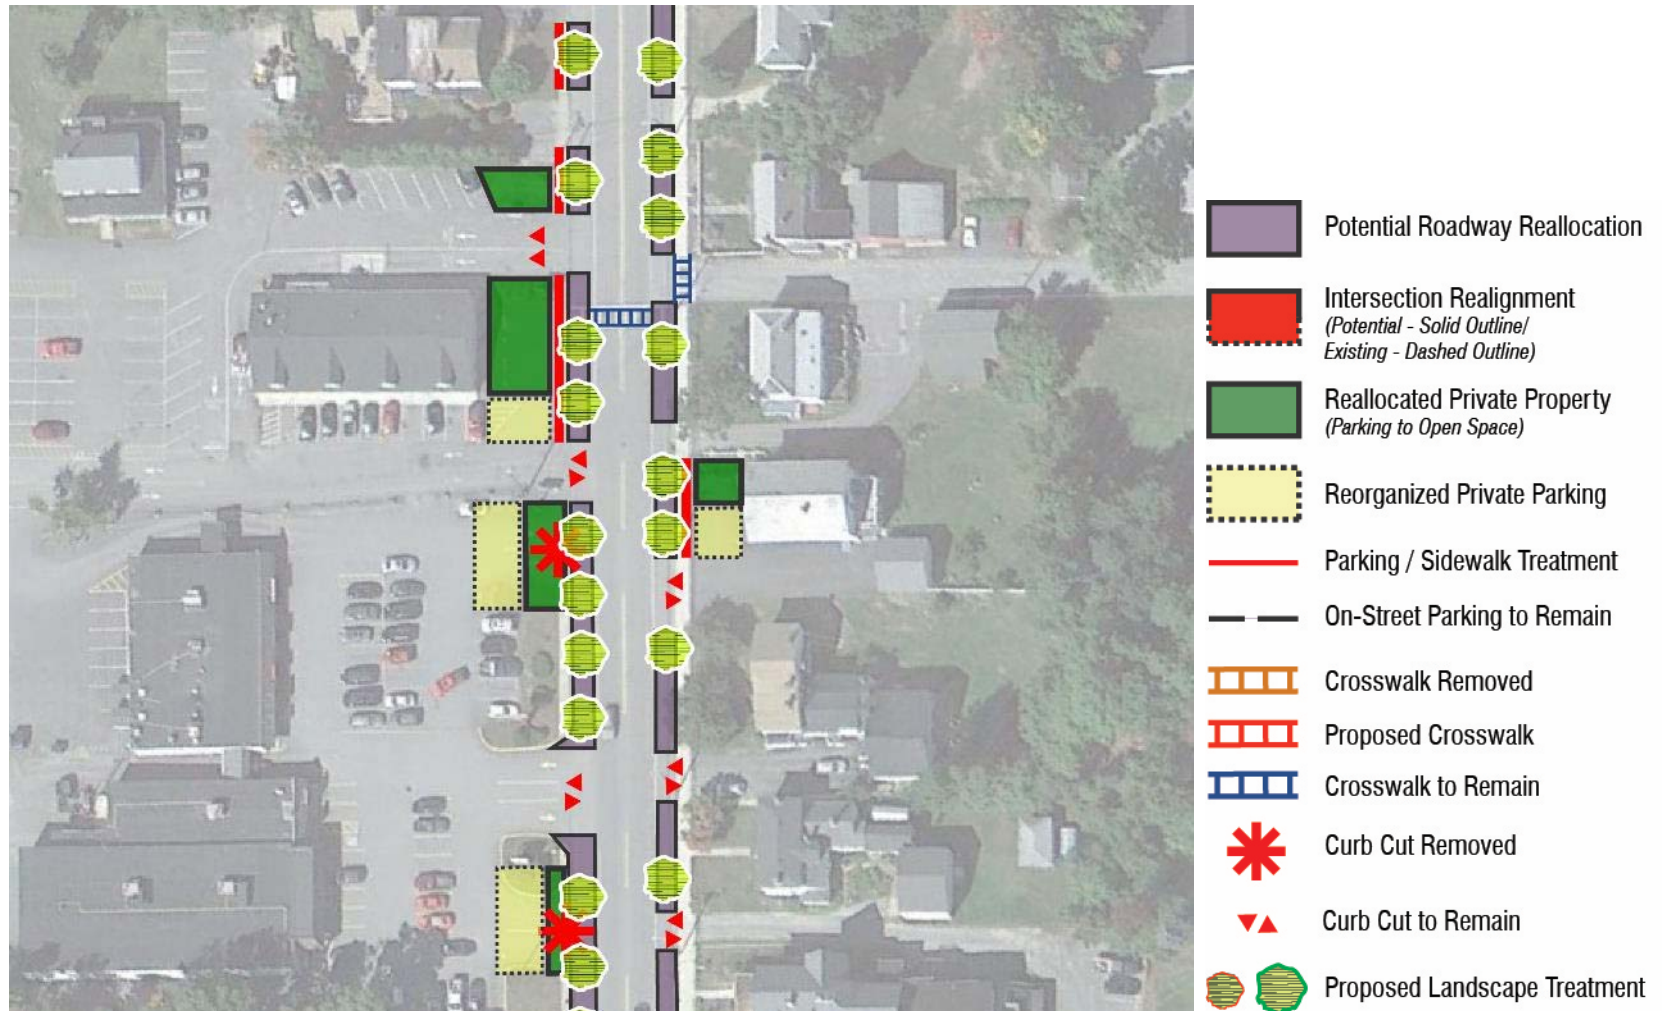 Potential Roadway Reallocation
Intersection Realignment
(Potential - Solid Outline/
Existing - Dashed Outline)
Reallocated Private Property
(Parking to Open Space)
Reorganized Private Parking
Parking / Sidewalk Treatment
On-Street Parking to Remain
Crosswalk Removed
Proposed Crosswalk
Crosswalk to Remain
Curb Cut Removed
Curb Cut to Remain
Proposed Landscape Treatment